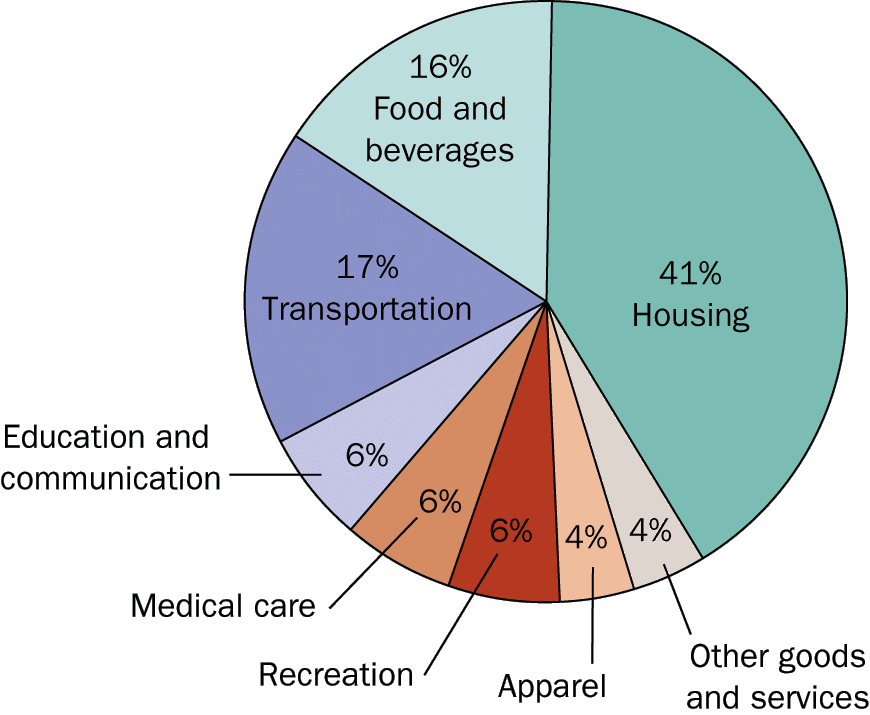 16%
Food and
beverages
41%
Housing
17%
Transportation
Education and
communication
6%
6%
Medical care
6%
Recreation
4%
Apparel
4%
Other goods
and services